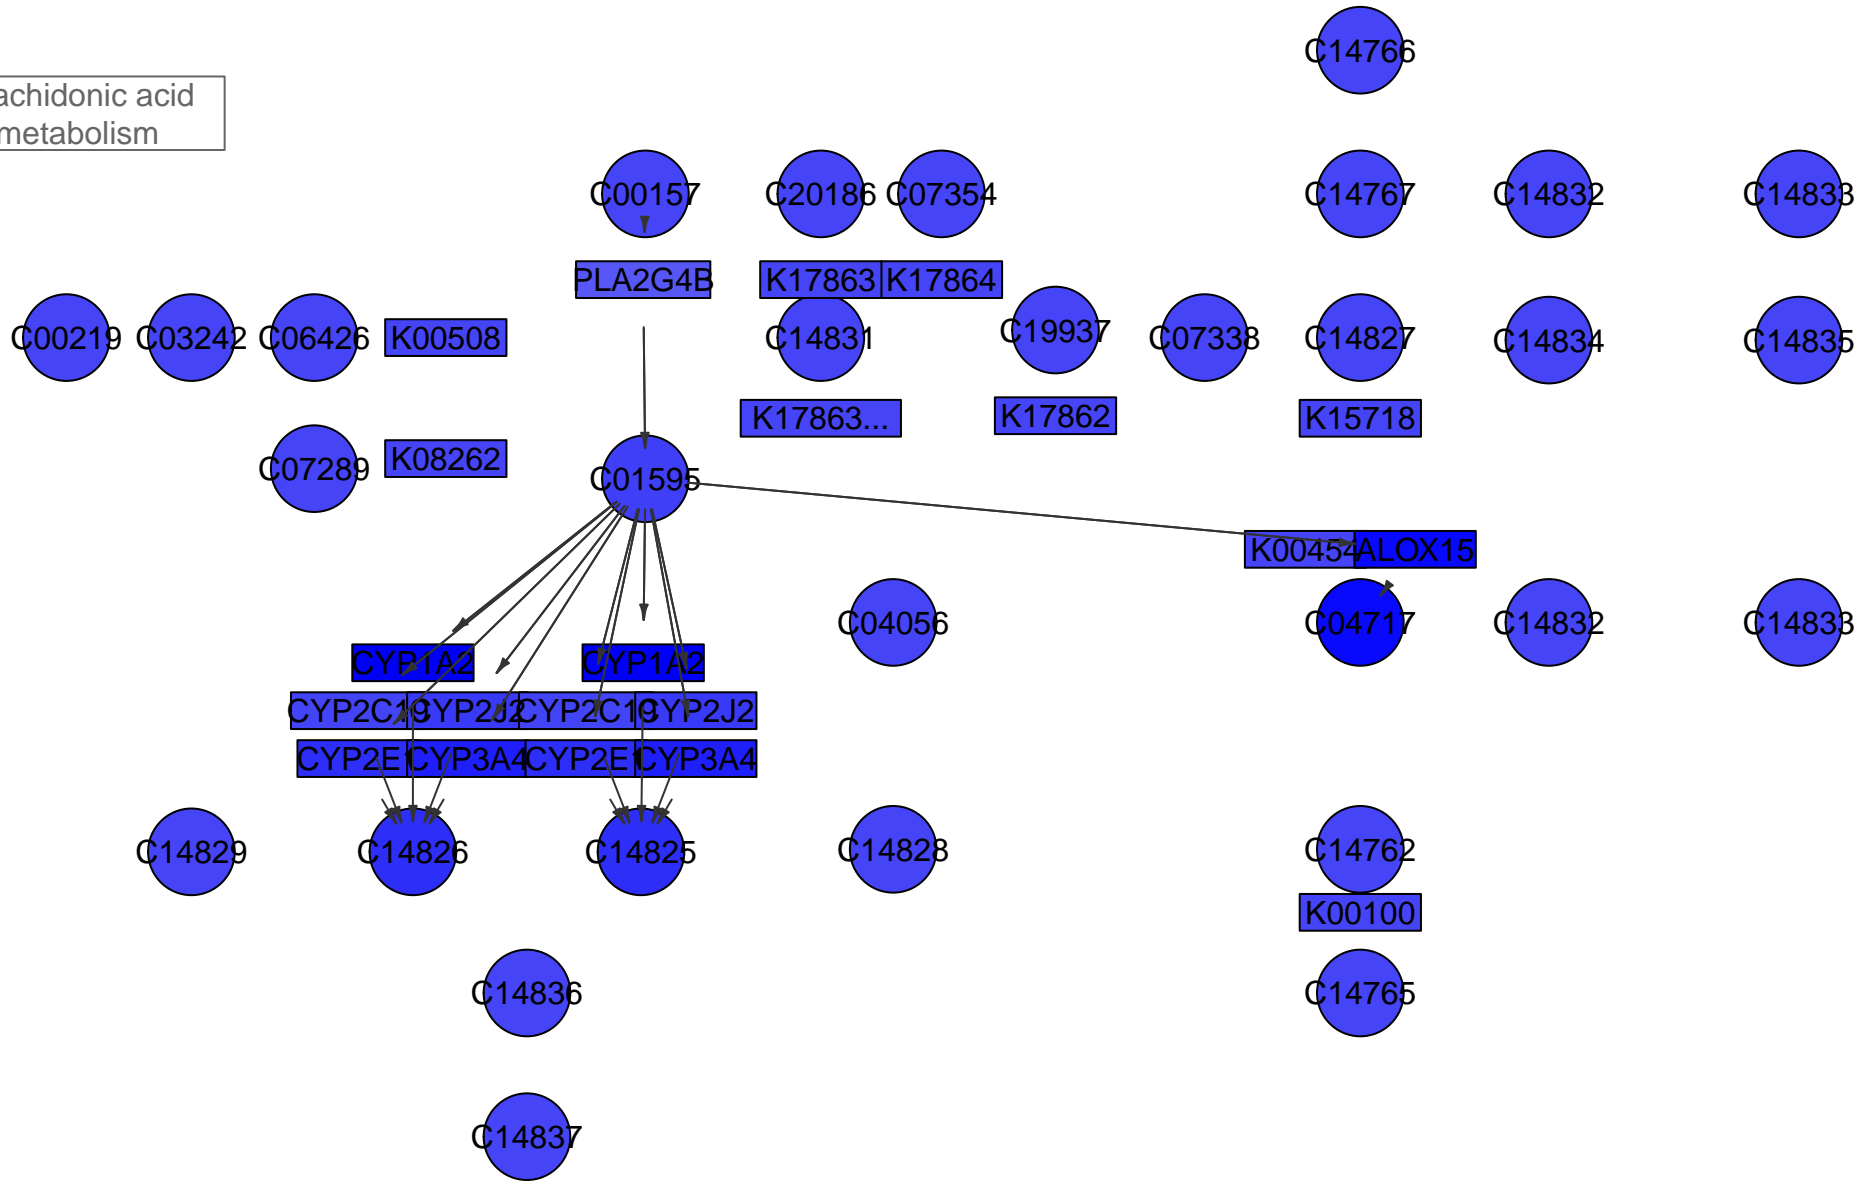 C14766
achidonic acid
metabolism
C00157
C20186
C07354
C14767
C14832
C14833
PLA2G4B
K17863
K17864
C00219
C03242
C06426
K00508
C14831
C19937
C07338
C14827
C14834
C14835
K17863...
K17862
K15718
C07289
K08262
C01595
K00454
ALOX15
C04056
C04717
C14832
C14833
CYP1A2
CYP1A2
CYP2C19
CYP2J2
CYP2C19
CYP2J2
CYP2E1
CYP3A4
CYP2E1
CYP3A4
C14829
C14826
C14825
C14828
C14762
K00100
C14836
C14765
C14837